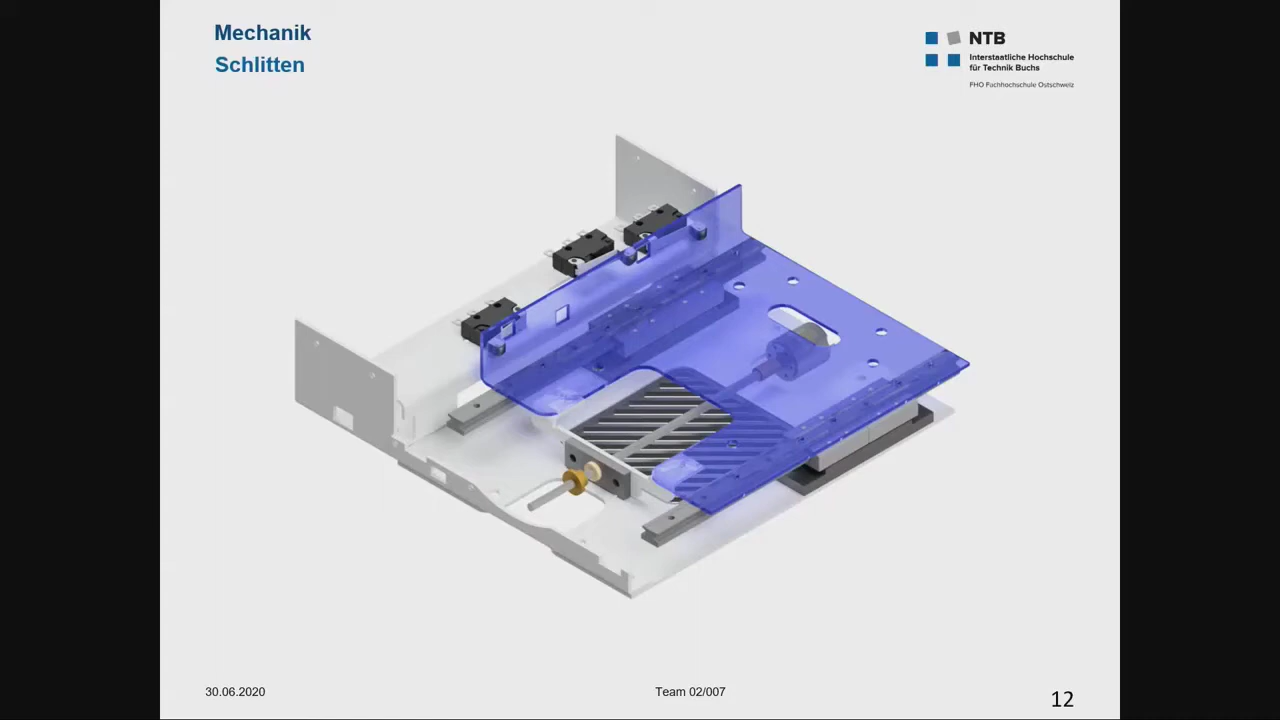 Mechanik
Schlitten
NTB
Interstaatliche Hochschule
für Technik Buchs
FHO Fachhochschule Ostschweiz
30.06.2020
Team 02/007
12